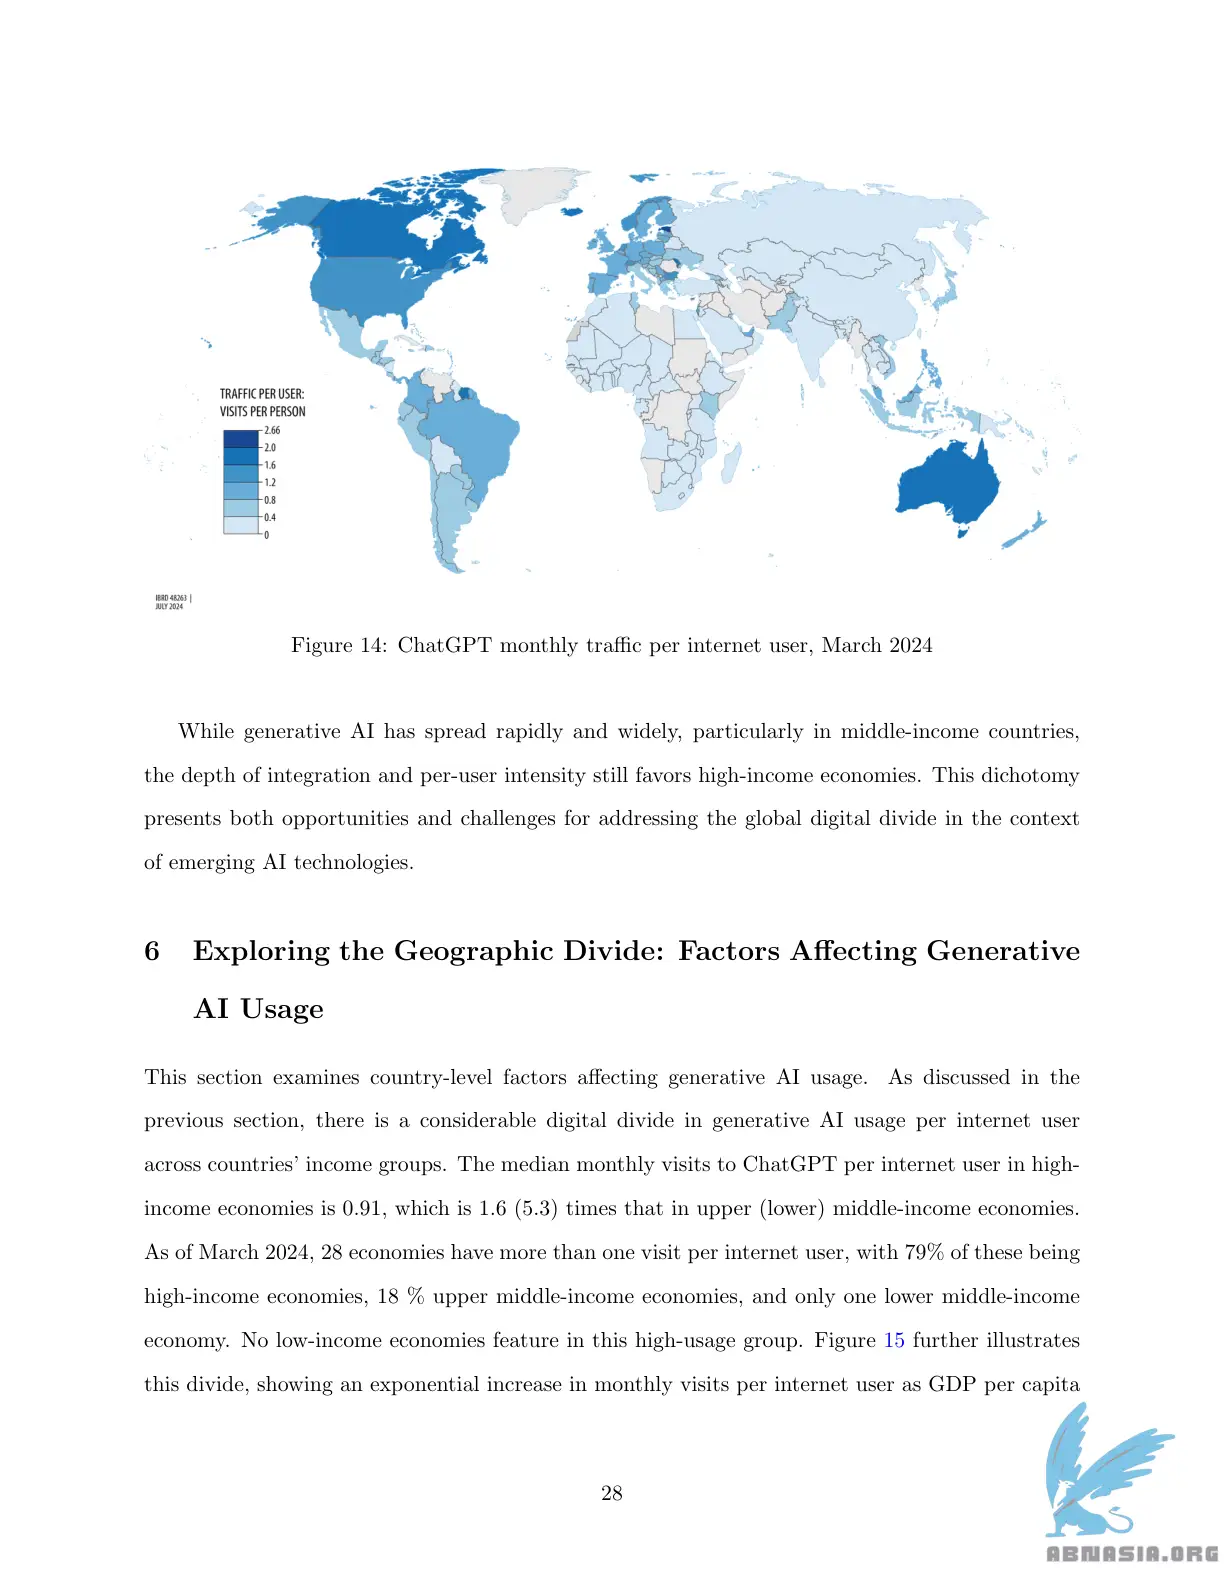 TRAFFIC PER USER:
VISITS PER PERSON
2.66
2.0
1.6
1.2
0.8
0.4
0
IBRD 48263 |
JULY 2024
Figure 14: ChatGPT monthly traffic per internet user, March 2024
While generative AI has spread rapidly and widely, particularly in middle-income countries,
the depth of integration and per-user intensity still favors high-income economies. This dichotomy
presents both opportunities and challenges for addressing the global digital divide in the context
of emerging AI technologies.
6 Exploring the Geographic Divide: Factors Affecting Generative
AI Usage
This section examines country-level factors affecting generative AI usage. As discussed in the
previous section, there is a considerable digital divide in generative AI usage per internet user
across countries' income groups. The median monthly visits to ChatGPT per internet user in high-
income economies is 0.91, which is 1.6 (5.3) times that in upper (lower) middle-income economies.
As of March 2024, 28 economies have more than one visit per internet user, with 79% of these being
high-income economies, 18 % upper middle-income economies, and only one lower middle-income
economy. No low-income economies feature in this high-usage group. Figure 15 further illustrates
this divide, showing an exponential increase in monthly visits per internet user as GDP per capita
28
ABNASIA.ORG